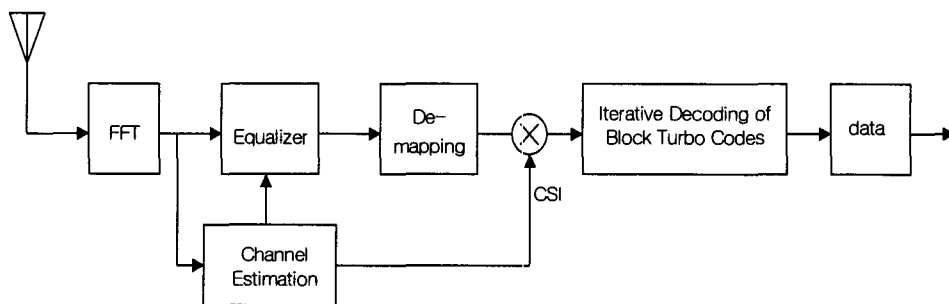 FFT
Equalizer
De-
mapping
Iterative Decoding of
Block Turbo Codes
data
CSI
Channel
Estimation